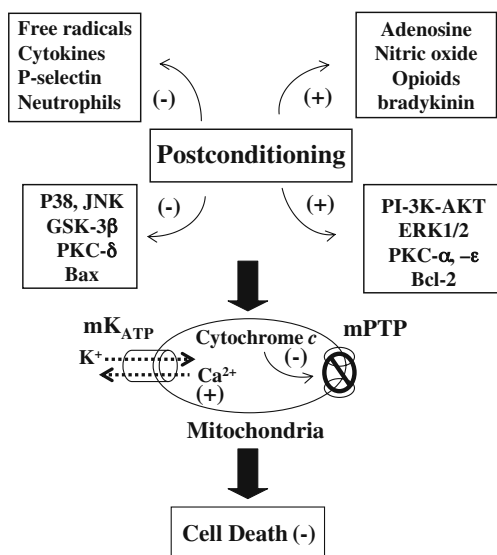 Free radicals
Cytokines
P-selectin
Neutrophils
(-)
(+)
Adenosine
Nitric oxide
Opioids
bradykinin
Postconditioning
P38, JNK
GSK-3β
PKC-δ
Bax
(-)
(+)
PI-3K-AKT
ERK1/2
PKC-α, –ε
Bcl-2
mK_ATP
Cytochrome c
mPTP
K⁺
(-)
Ca²⁺
(+)
Mitochondria
Cell Death (-)